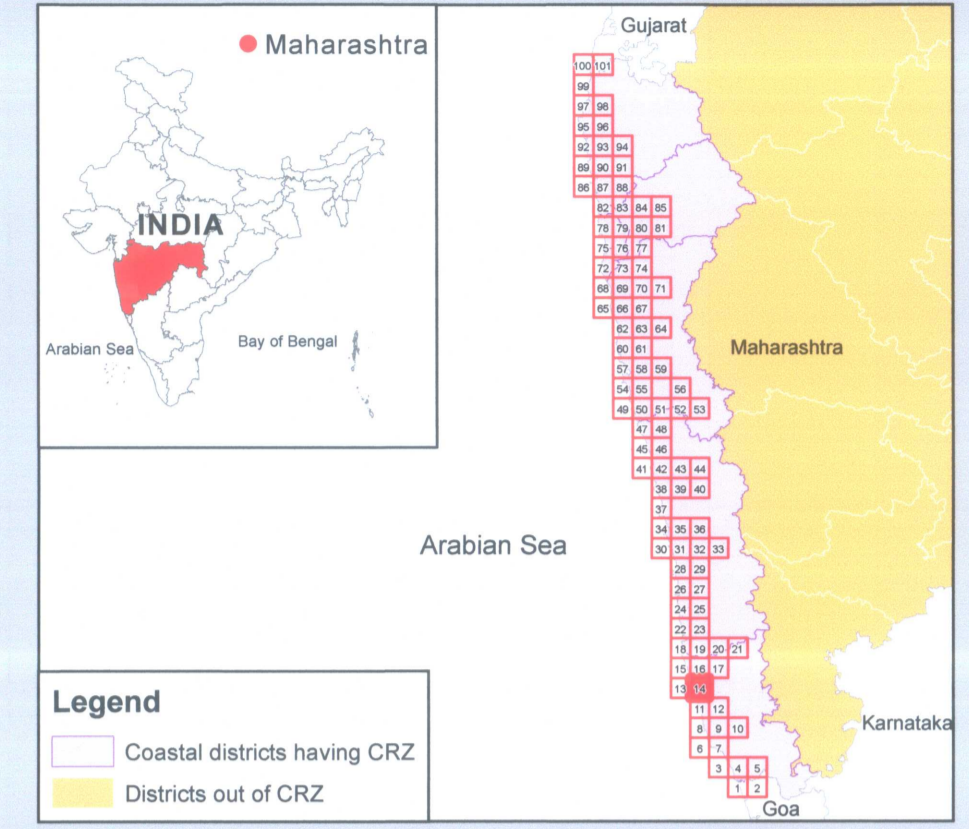 Maharashtra
INDIA
Arabian Sea
Bay of Bengal
Gujarat
100 101
99
97 98
95 96
92 93 94
89 90 91
86 87 88
82 83 84 85
78 79 80 81
75 76 77
72 73 74
68 69 70 71
65 66 67
62 63 64
60 61
Maharashtra
57 58 59
54 55 56
49 50 51 52 53
47 48
45 46
41 42 43 44
38 39 40
37
34 35 36
Arabian Sea
30 31 32 33
28 29
26 27
24 25
22 23
18 19 20 21
15 16 17
13 14
11 12
Karnataka
8 9 10
6 7
3 4 5
1 2
Goa
Legend
Coastal districts having CRZ
Districts out of CRZ